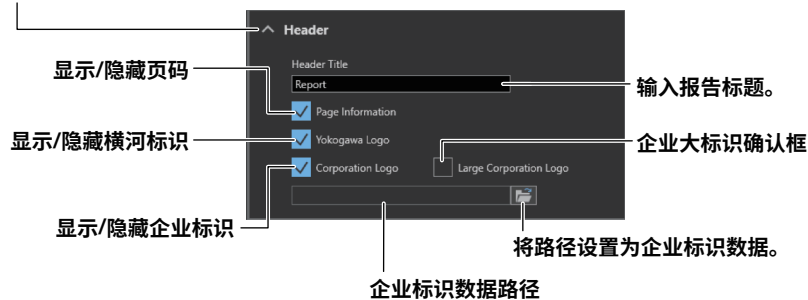 Header
Header Title
显示/隐藏页码
Report
输入报告标题。
Page Information
显示/隐藏横河标识
Yokogawa Logo
企业大标识确认框
Corporation Logo
Large Corporation Logo
显示/隐藏企业标识
将路径设置为企业标识数据。
企业标识数据路径